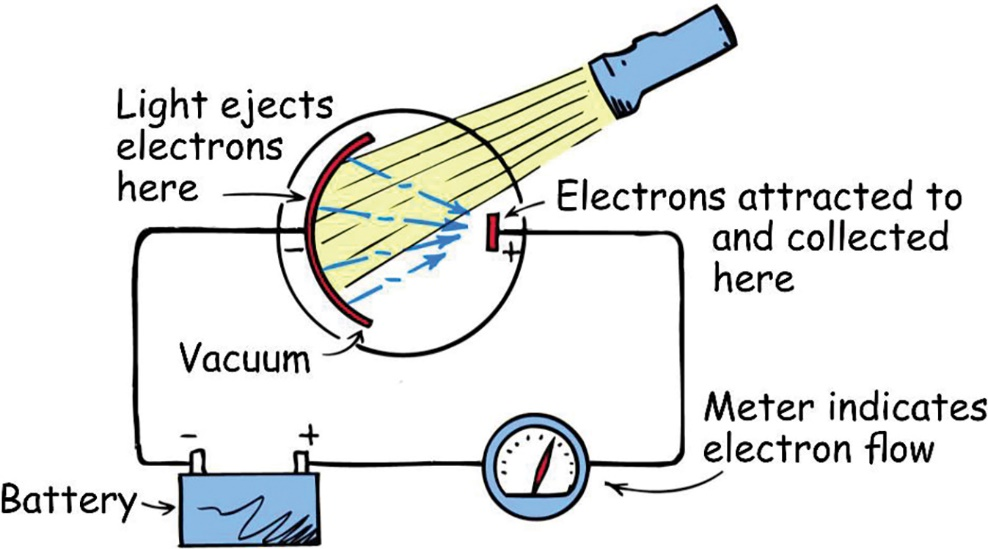 Light ejects
electrons
here
Electrons attracted to
and collected
here
−
+
Vacuum
Meter indicates
electron flow
−
+
Battery